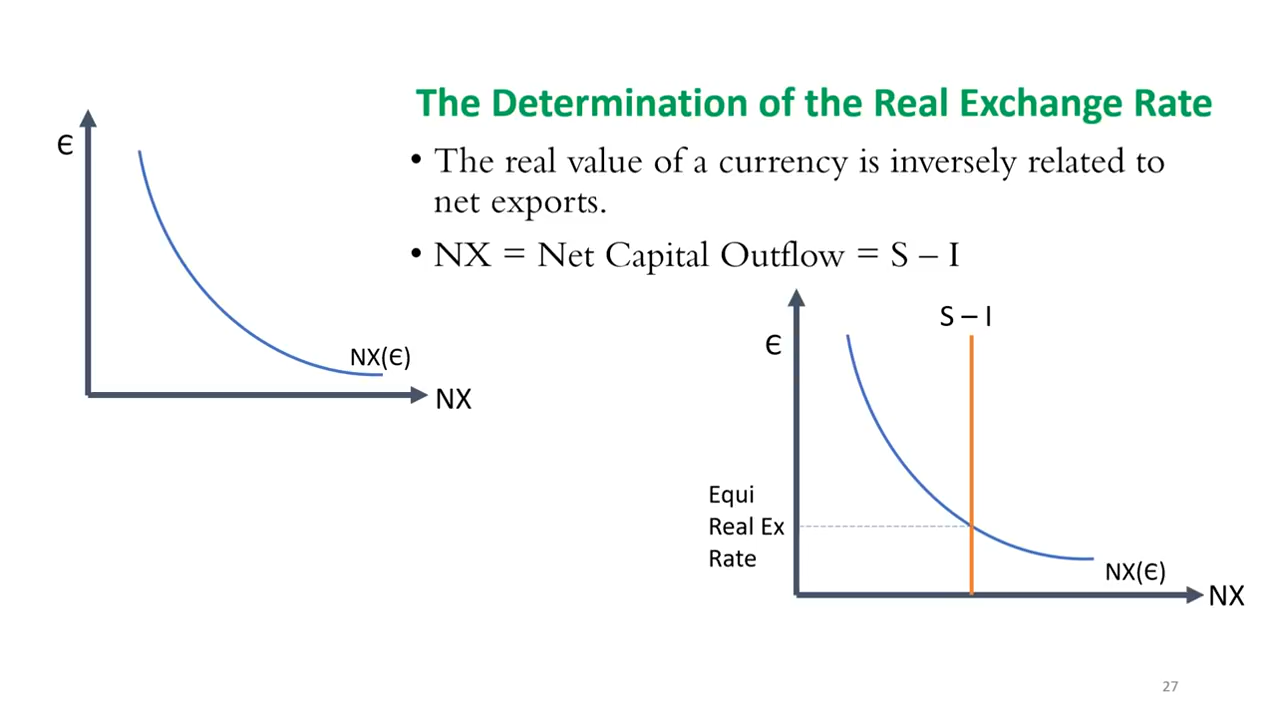 The Determination of the Real Exchange Rate
Є
• The real value of a currency is inversely related to
net exports.
• NX = Net Capital Outflow = S – I
NX(Є)
NX
S – I
Є
Equi
Real Ex
Rate
NX(Є)
NX
27